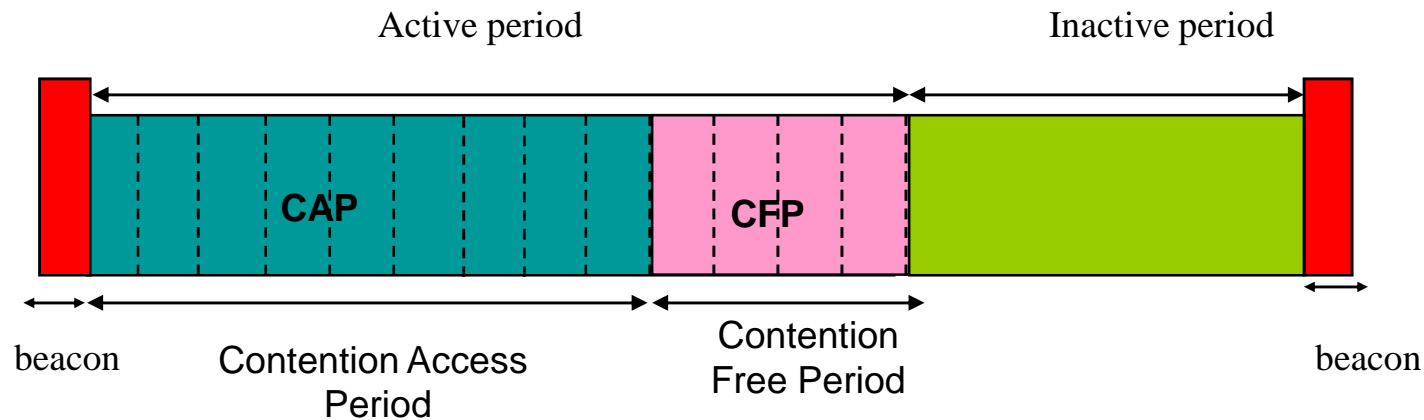 Active period
Inactive period
CAP
CFP
beacon
Contention Access
Period
Contention
Free Period
beacon